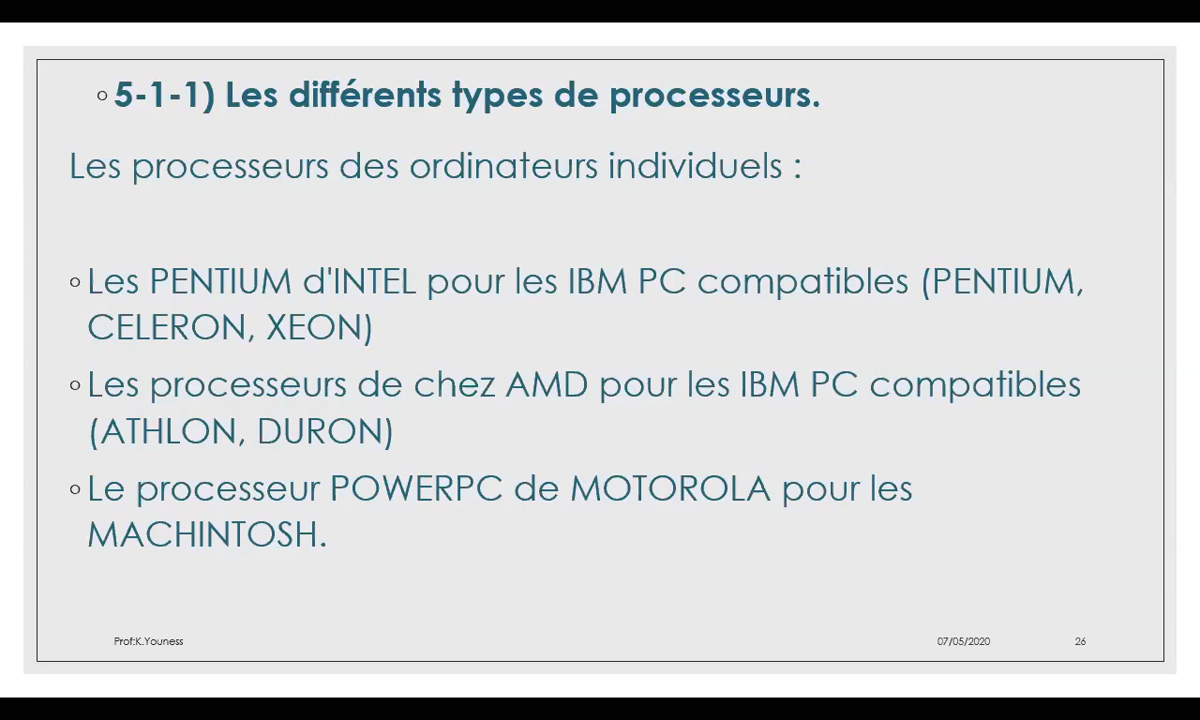 ◦ 5-1-1) Les différents types de processeurs.
Les processeurs des ordinateurs individuels :
◦ Les PENTIUM d'INTEL pour les IBM PC compatibles (PENTIUM,
CELERON, XEON)
◦ Les processeurs de chez AMD pour les IBM PC compatibles
(ATHLON, DURON)
◦ Le processeur POWERPC de MOTOROLA pour les
MACHINTOSH.
Prof:K.Youness 07/05/2020 26